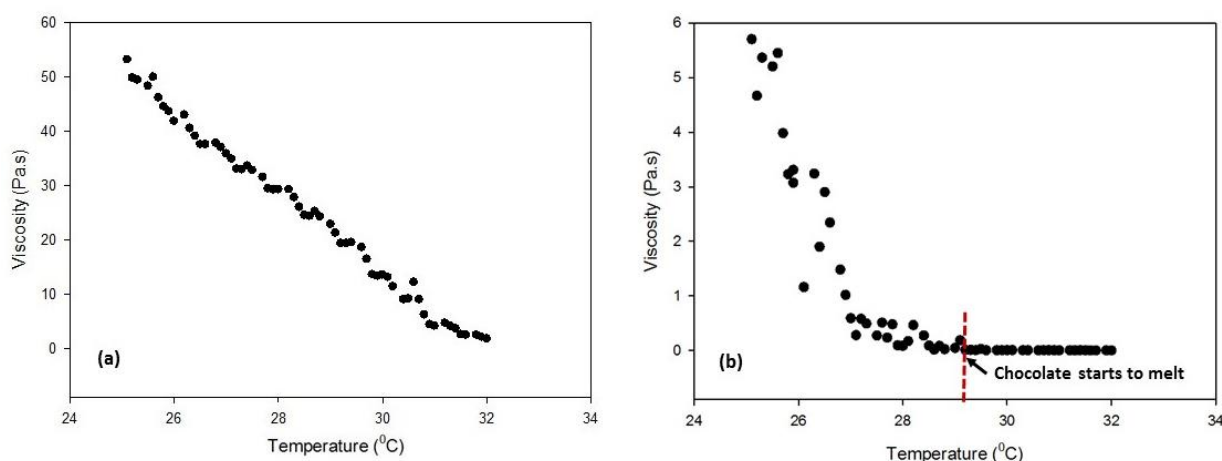 60
50
40
30
20
10
0
Viscosity (Pa.s)
(a)
24 26 28 30 32 34
Temperature (⁰C)
6
5
4
3
2
1
0
Viscosity (Pa.s)
(b)
Chocolate starts to melt
24 26 28 30 32 34
Temperature (⁰C)